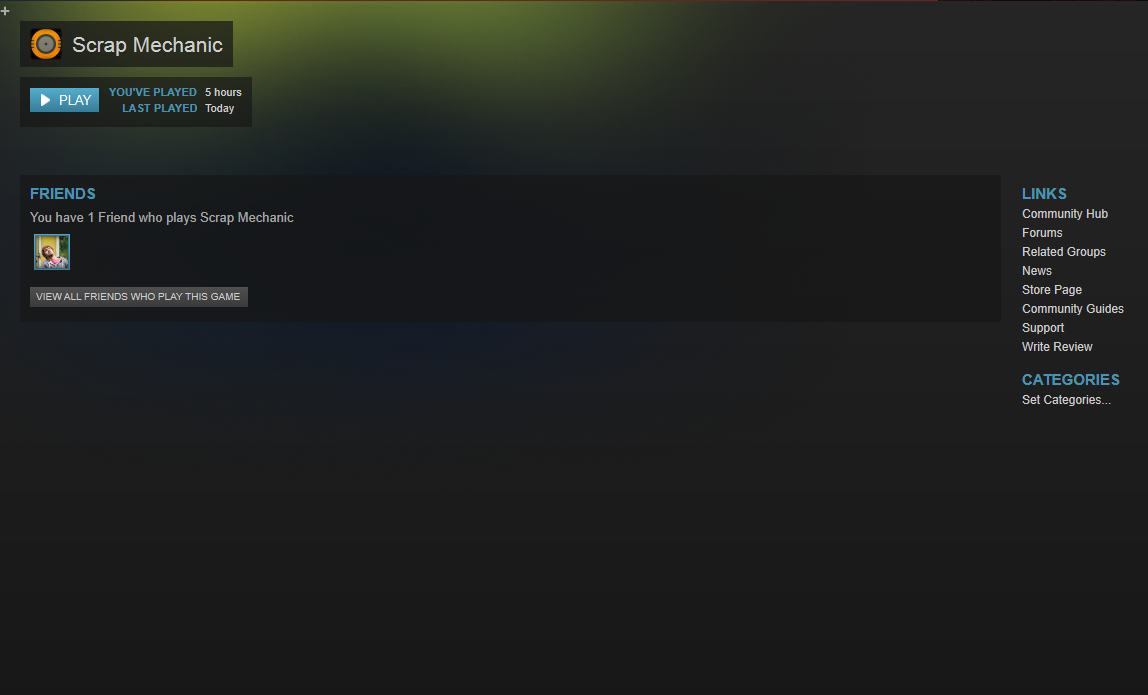 Scrap Mechanic
PLAY
YOU'VE PLAYED 5 hours
LAST PLAYED Today
FRIENDS
You have 1 Friend who plays Scrap Mechanic
VIEW ALL FRIENDS WHO PLAY THIS GAME
LINKS
Community Hub
Forums
Related Groups
News
Store Page
Community Guides
Support
Write Review
CATEGORIES
Set Categories...